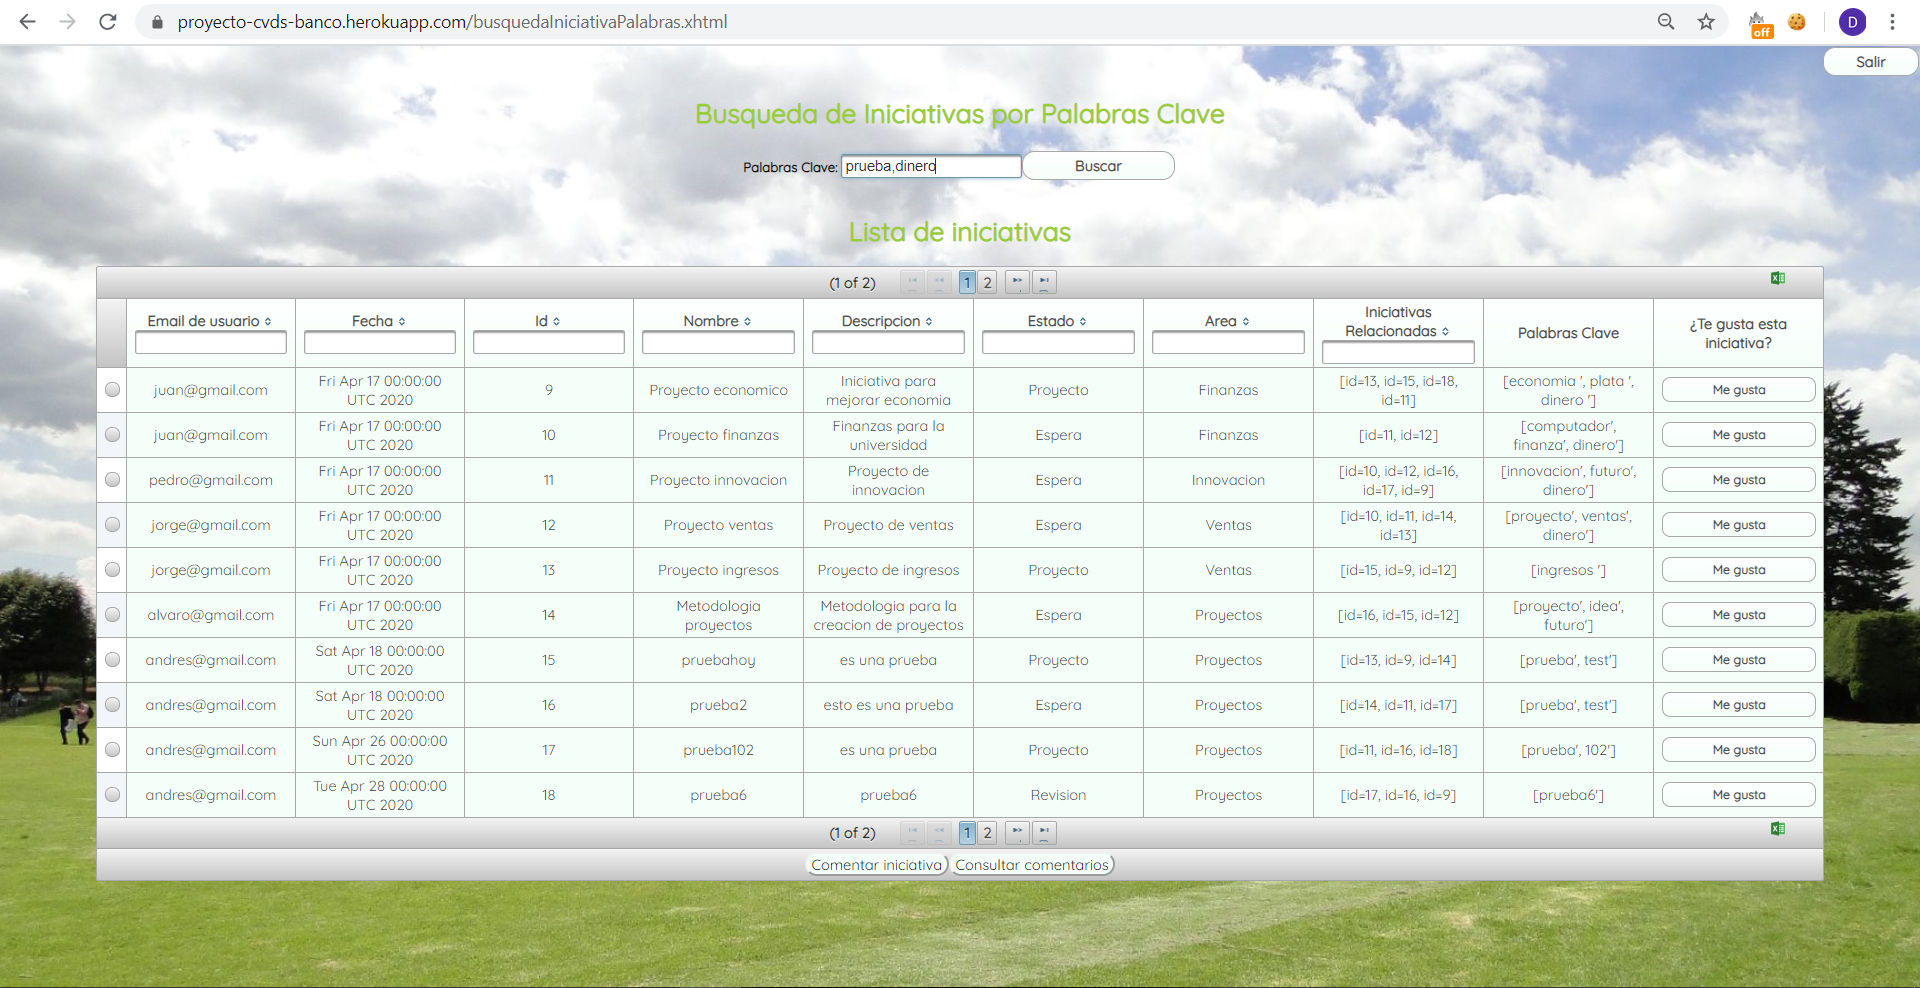 proyecto-cvds-banco.herokuapp.com/busquedaIniciativaPalabras.xhtml
off
D
Salir
Busqueda de Iniciativas por Palabras Clave
Palabras Clave: prueba,dinero Buscar
Lista de iniciativas
(1 of 2) 1 2
Email de usuario Fecha Id Nombre Descripcion Estado Area Iniciativas Relacionadas Palabras Clave ¿Te gusta esta iniciativa?
juan@gmail.com Fri Apr 17 00:00:00 UTC 2020 9 Proyecto economico Iniciativa para mejorar economia Proyecto Finanzas [id=13, id=15, id=18, id=11] [economia ', plata ', dinero '] Me gusta
juan@gmail.com Fri Apr 17 00:00:00 UTC 2020 10 Proyecto finanzas Finanzas para la universidad Espera Finanzas [id=11, id=12] [computador', finanza', dinero'] Me gusta
pedro@gmail.com Fri Apr 17 00:00:00 UTC 2020 11 Proyecto innovacion Proyecto de innovacion Espera Innovacion [id=10, id=12, id=16, id=17, id=9] [innovacion', futuro', dinero'] Me gusta
jorge@gmail.com Fri Apr 17 00:00:00 UTC 2020 12 Proyecto ventas Proyecto de ventas Espera Ventas [id=10, id=11, id=14, id=13] [proyecto', ventas', dinero'] Me gusta
jorge@gmail.com Fri Apr 17 00:00:00 UTC 2020 13 Proyecto ingresos Proyecto de ingresos Proyecto Ventas [id=15, id=9, id=12] [ingresos '] Me gusta
alvaro@gmail.com Fri Apr 17 00:00:00 UTC 2020 14 Metodologia proyectos Metodologia para la creacion de proyectos Espera Proyectos [id=16, id=15, id=12] [proyecto', idea', futuro'] Me gusta
andres@gmail.com Sat Apr 18 00:00:00 UTC 2020 15 pruebahoy es una prueba Proyecto Proyectos [id=13, id=9, id=14] [prueba', test'] Me gusta
andres@gmail.com Sat Apr 18 00:00:00 UTC 2020 16 prueba2 esto es una prueba Espera Proyectos [id=14, id=11, id=17] [prueba', test'] Me gusta
andres@gmail.com Sun Apr 26 00:00:00 UTC 2020 17 prueba102 es una prueba Proyecto Proyectos [id=11, id=16, id=18] [prueba', 102'] Me gusta
andres@gmail.com Tue Apr 28 00:00:00 UTC 2020 18 prueba6 prueba6 Revision Proyectos [id=17, id=16, id=9] [prueba6'] Me gusta
(1 of 2) 1 2
Comentar iniciativa Consultar comentarios